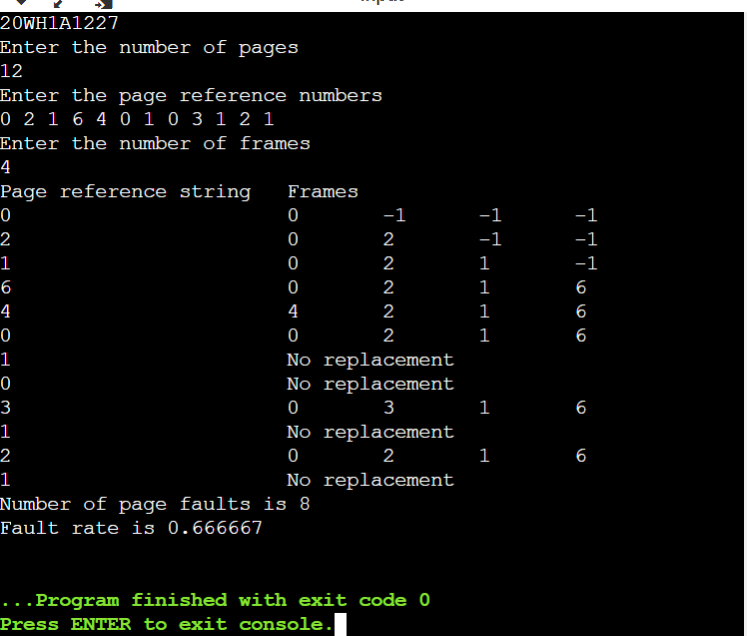 20WH1A1227
Enter the number of pages
12
Enter the page reference numbers
0 2 1 6 4 0 1 0 3 1 2 1
Enter the number of frames
4
Page reference string   Frames
0                       0       -1      -1      -1
2                       0       2       -1      -1
1                       0       2       1       -1
6                       0       2       1       6
4                       4       2       1       6
0                       0       2       1       6
1                       No replacement
0                       No replacement
3                       0       3       1       6
1                       No replacement
2                       0       2       1       6
1                       No replacement
Number of page faults is 8
Fault rate is 0.666667
...Program finished with exit code 0
Press ENTER to exit console.